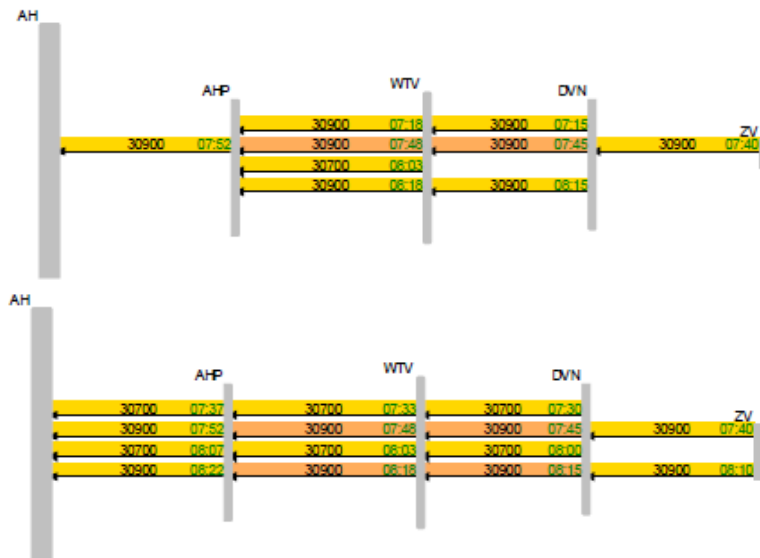 AH
AHP WTV DVN ZV
30900 07:18 30900 07:15
30900 07:52 30900 07:48 30900 07:45 30900 07:40
30700 08:03
30900 08:18 30900 08:15
AH
AHP WTV DVN ZV
30700 07:37 30700 07:33 30700 07:30
30900 07:52 30900 07:48 30900 07:45 30900 07:40
30700 08:07 30700 08:03 30700 08:00
30900 08:22 30900 08:18 30900 08:15 30900 08:10